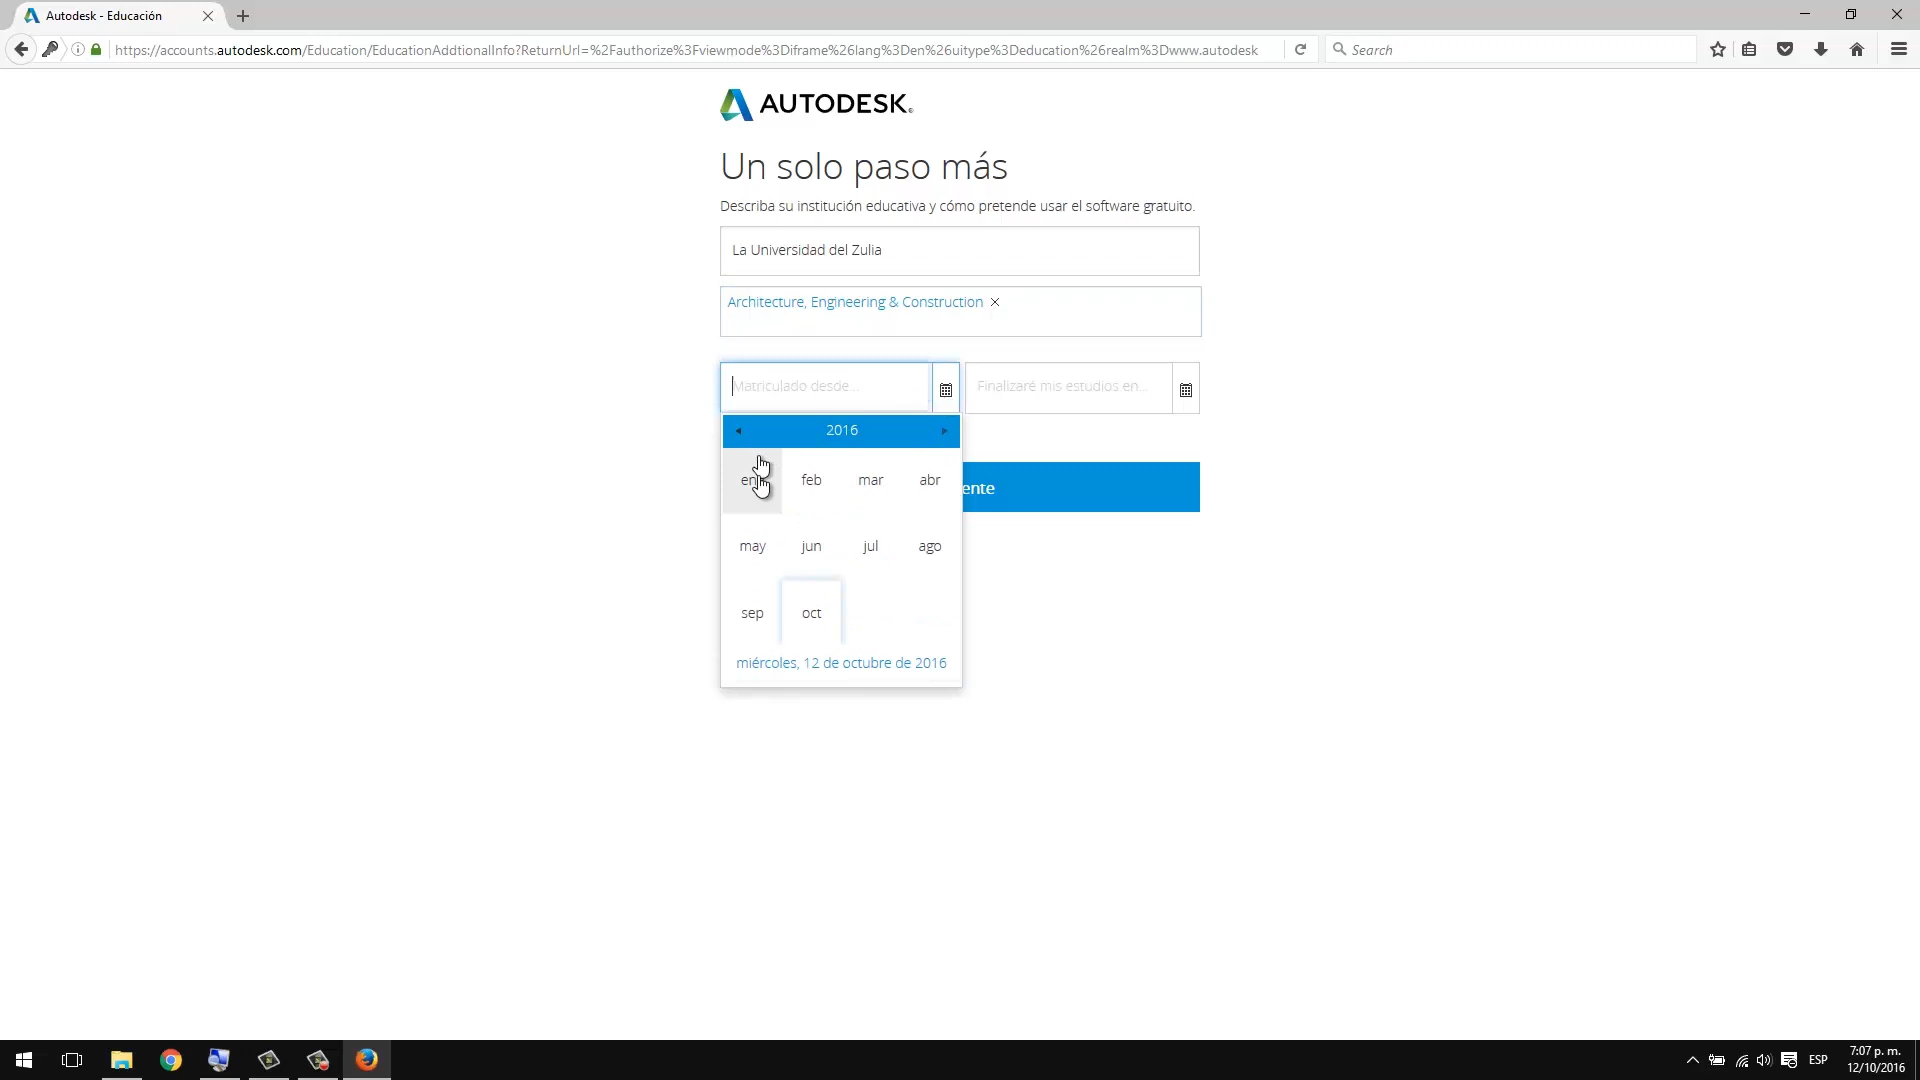 Autodesk - Educación
https://accounts.autodesk.com/Education/EducationAddtionalInfo?ReturnUrl=%2Fauthorize%3Fviewmode%3Diframe%26lang%3Den%26uitype%3Deducation%26realm%3Dwww.autodesk
Search
AUTODESK.
Un solo paso más
Describa su institución educativa y cómo pretende usar el software gratuito.
La Universidad del Zulia
Architecture, Engineering & Construction
Matriculado desde... Finalizaré mis estudios en...
2016
feb mar abr
ente
may jun jul ago
sep oct
miércoles, 12 de octubre de 2016
ESP
7:07 p. m.
12/10/2016